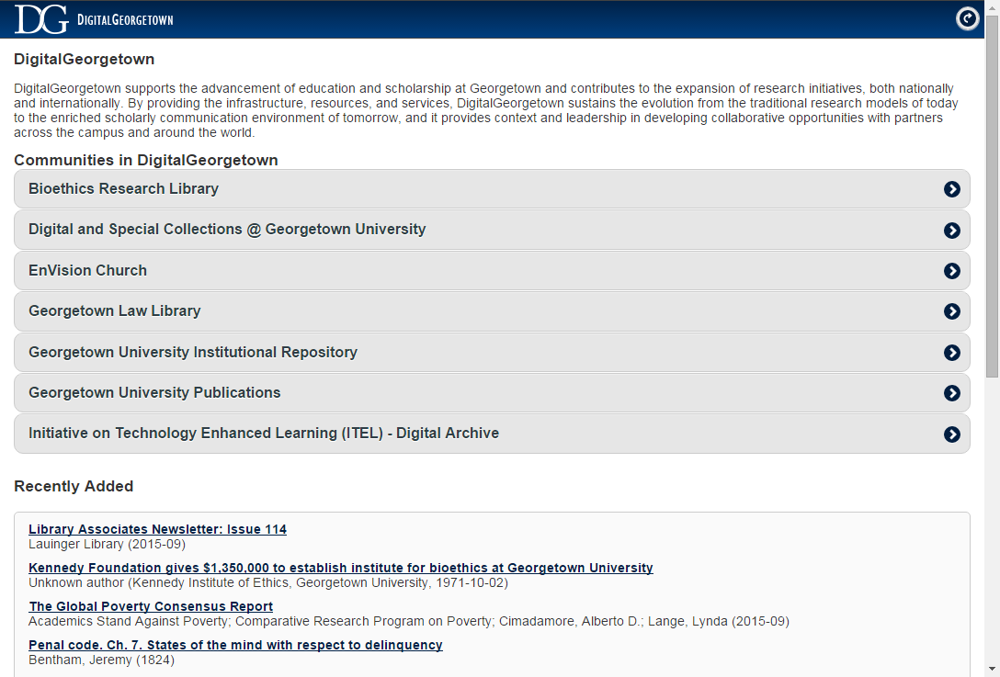 DG DIGITALGEORGETOWN
DigitalGeorgetown
DigitalGeorgetown supports the advancement of education and scholarship at Georgetown and contributes to the expansion of research initiatives, both nationally
and internationally. By providing the infrastructure, resources, and services, DigitalGeorgetown sustains the evolution from the traditional research models of today
to the enriched scholarly communication environment of tomorrow, and it provides context and leadership in developing collaborative opportunities with partners
across the campus and around the world.
Communities in DigitalGeorgetown
Bioethics Research Library
Digital and Special Collections @ Georgetown University
EnVision Church
Georgetown Law Library
Georgetown University Institutional Repository
Georgetown University Publications
Initiative on Technology Enhanced Learning (ITEL) - Digital Archive
Recently Added
Library Associates Newsletter: Issue 114
Lauinger Library (2015-09)
Kennedy Foundation gives $1,350,000 to establish institute for bioethics at Georgetown University
Unknown author (Kennedy Institute of Ethics, Georgetown University, 1971-10-02)
The Global Poverty Consensus Report
Academics Stand Against Poverty; Comparative Research Program on Poverty; Cimadamore, Alberto D.; Lange, Lynda (2015-09)
Penal code. Ch. 7. States of the mind with respect to delinquency
Bentham, Jeremy (1824)